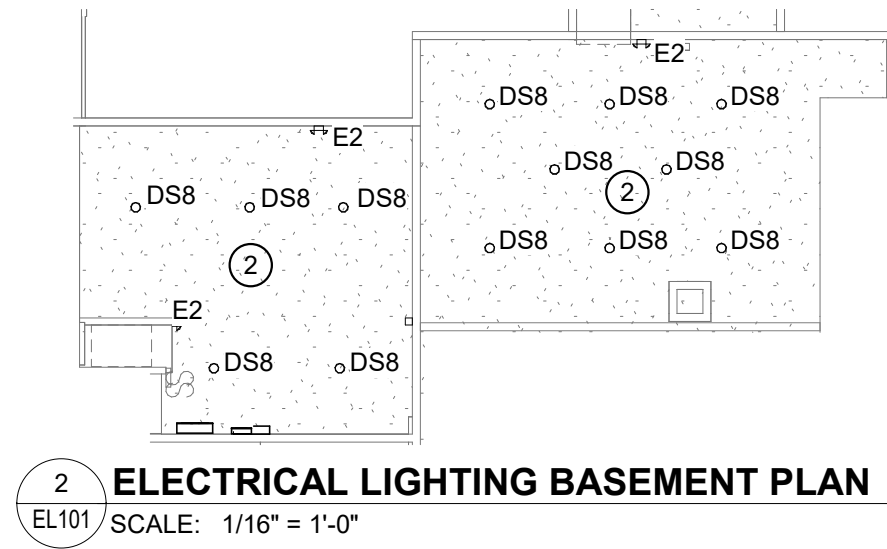 E2
DS8 DS8 DS8
E2
DS8 DS8
DS8 DS8 DS8
2
DS8 DS8 DS8
2
E2
DS8 DS8
2 ELECTRICAL LIGHTING BASEMENT PLAN
EL101 SCALE: 1/16" = 1'-0"